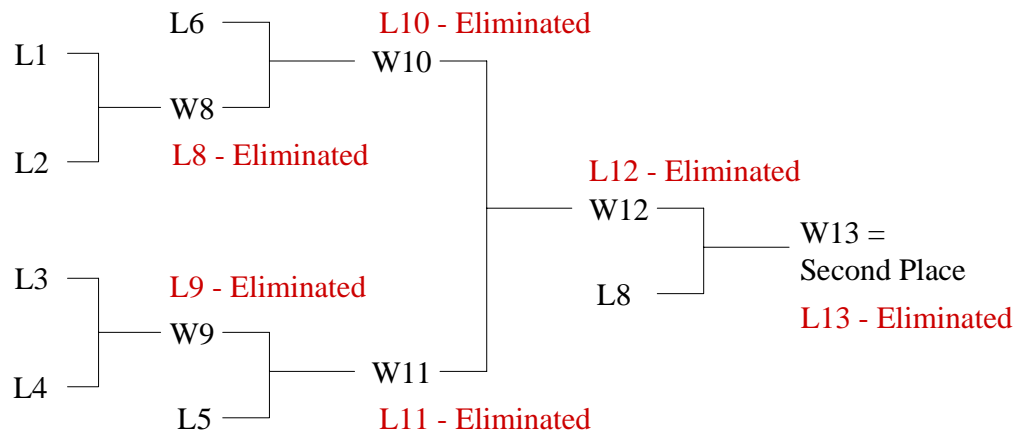 L6
L10 - Eliminated
L1
W10
W8
L2
L8 - Eliminated
L12 - Eliminated
W12
W13 =
Second Place
L3
L9 - Eliminated
L8
L13 - Eliminated
W9
W11
L4
L5
L11 - Eliminated